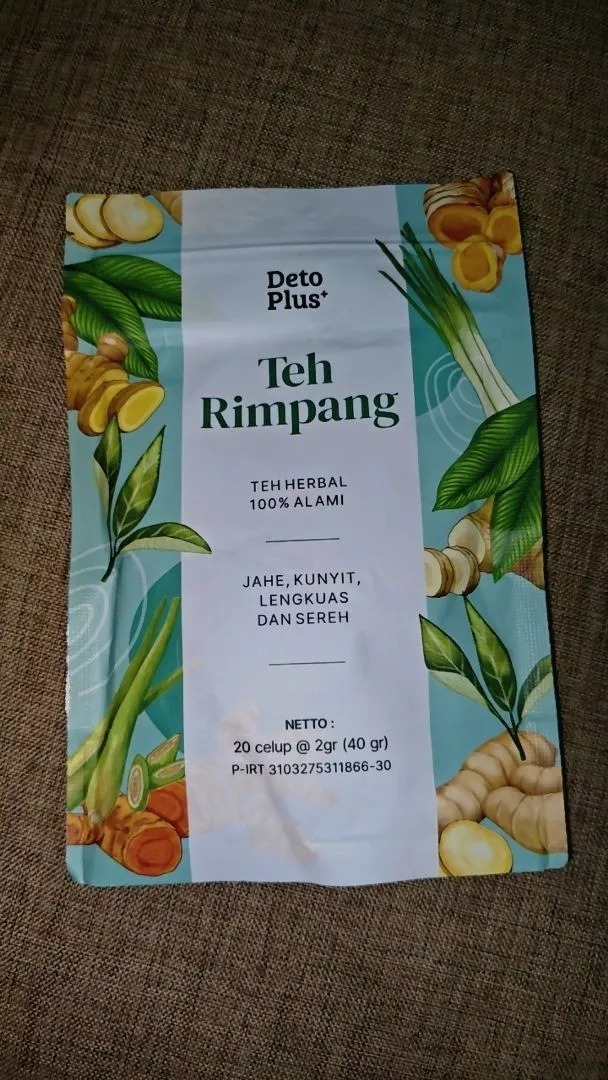 Deto
Plus+
Teh
Rimpang
TEH HERBAL
100% ALAMI
JAHE, KUNYIT,
LENGKUAS
DAN SEREH
NETTO :
20 celup @ 2gr (40 gr)
P-IRT 3103275311866-30